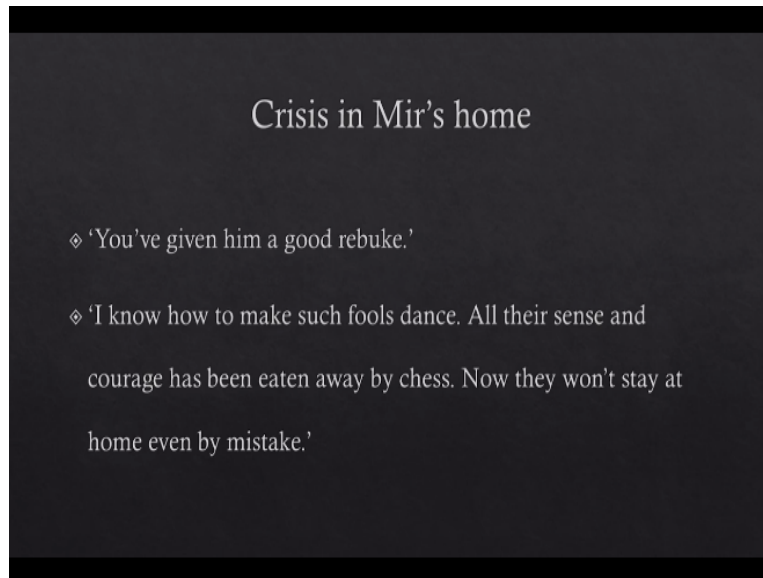 Crisis in Mir’s home
‘You’ve given him a good rebuke.’
‘I know how to make such fools dance. All their sense and
courage has been eaten away by chess. Now they won’t stay at
home even by mistake.’